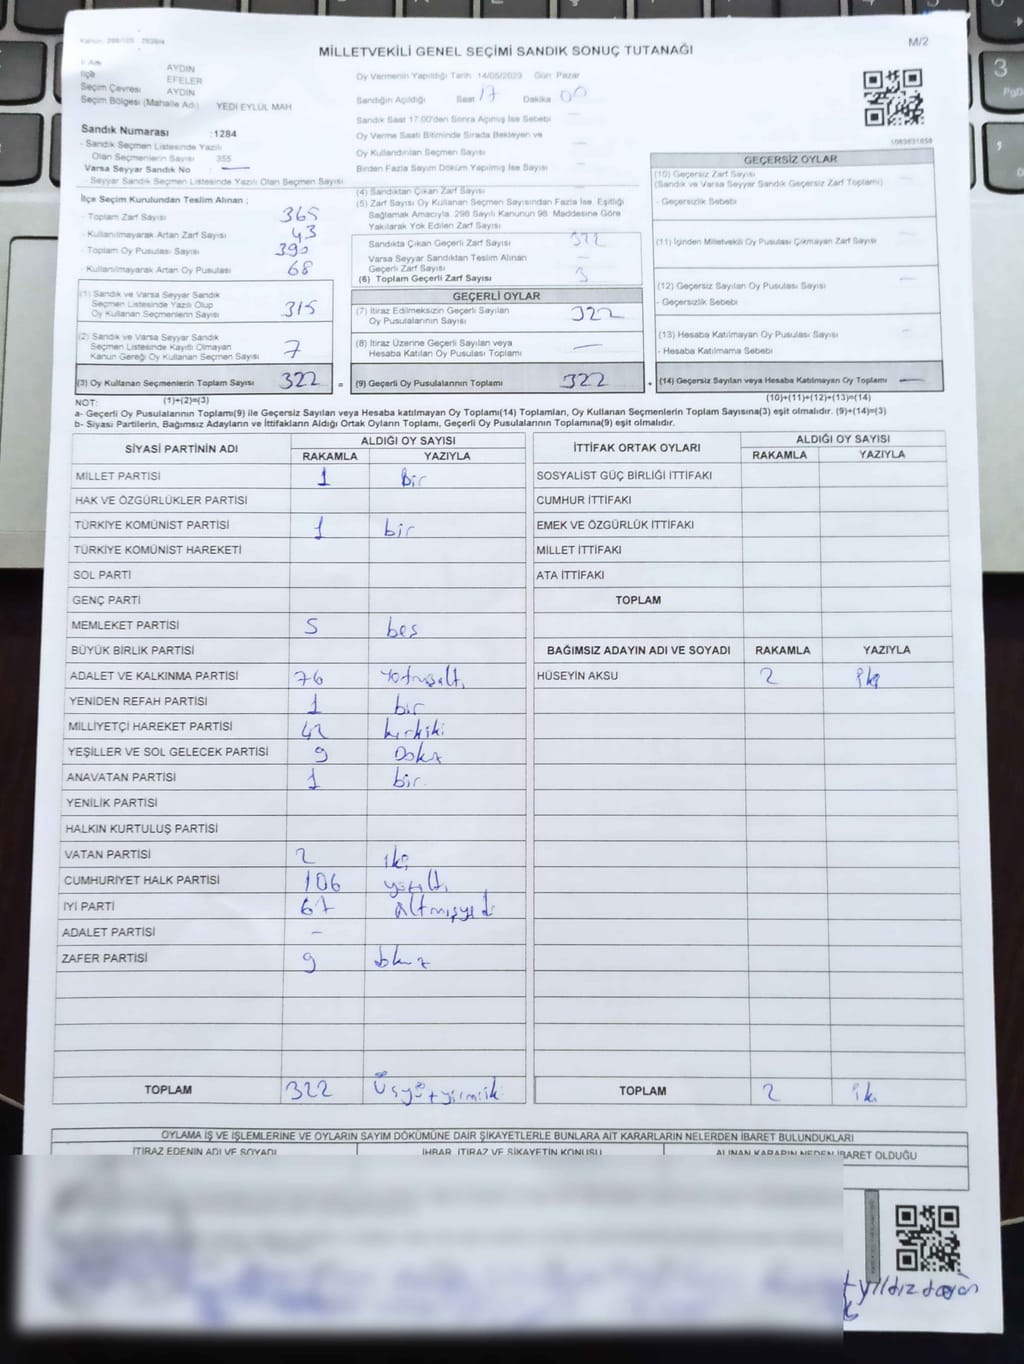 MİLLETVEKİLİ GENEL SEÇİMİ SANDIK SONUÇ TUTANAĞI
M/2
AYDIN
İlçe EFELER
Seçim Çevresi AYDIN
Seçim Bölgesi (Mahalle Adı) YEDİ EYLÜL MAH
Sandık Numarası :1284
- Sandık Seçmen Listesinde Yazılı
Olan Seçmenlerin Sayısı 355
Varsa Seyyar Sandık No —
Seyyar Sandık Seçmen Listesinde Yazılı Olan Seçmen Sayısı
İlçe Seçim Kurulundan Teslim Alınan ;
- Toplam Zarf Sayısı 365
- Kullanılmayarak Artan Zarf Sayısı 43
- Toplam Oy Pusulası Sayısı 390
- Kullanılmayarak Artan Oy Pusulası 68
(1) Sandık ve Varsa Seyyar Sandık
Seçmen Listesinde Yazılı Olup
Oy Kullanan Seçmenlerin Sayısı 315
(2) Sandık ve Varsa Seyyar Sandık
Seçmen Listesinde Kayıtlı Olmayan
Kanun Gereği Oy Kullanan Seçmen Sayısı 7
(3) Oy Kullanan Seçmenlerin Toplam Sayısı 322 =
(1)+(2)=(3)
Oy Vermenin Yapıldığı Tarih 14/05/2023 Gün Pazar
Sandığın Açıldığı Saat 17 Dakika 00
Sandık Saat 17:00'den Sonra Açılmış İse Sebebi —
Oy Verme Saati Bitiminde Sırada Bekleyen ve
Oy Kullandırılan Seçmen Sayısı —
Birden Fazla Sayım Döküm Yapılmış İse Sayısı —
(4) Sandıktan Çıkan Zarf Sayısı —
(5) Zarf Sayısı Oy Kullanan Seçmen Sayısından Fazla İse, Eşitliği
Sağlamak Amacıyla, 298 Sayılı Kanunun 98. Maddesine Göre
Yakılarak Yok Edilen Zarf Sayısı —
Sandıkta Çıkan Geçerli Zarf Sayısı 322
Varsa Seyyar Sandıktan Teslim Alınan
Geçerli Zarf Sayısı —
(6) Toplam Geçerli Zarf Sayısı 3
GEÇERLİ OYLAR
(7) İtiraz Edilmeksizin Geçerli Sayılan
Oy Pusulalarının Sayısı 322
(8) İtiraz Üzerine Geçerli Sayılan veya
Hesaba Katılan Oy Pusulası Toplamı —
(9) Geçerli Oy Pusulalarının Toplamı 322 +
1083631858
GEÇERSİZ OYLAR
(10) Geçersiz Zarf Sayısı —
(Sandık ve Varsa Seyyar Sandık Geçersiz Zarf Toplamı)
- Geçersizlik Sebebi
(11) İçinden Milletvekili Oy Pusulası Çıkmayan Zarf Sayısı —
(12) Geçersiz Sayılan Oy Pusulası Sayısı —
- Geçersizlik Sebebi
(13) Hesaba Katılmayan Oy Pusulası Sayısı —
- Hesaba Katılmama Sebebi
(14) Geçersiz Sayılan veya Hesaba Katılmayan Oy Toplamı —
(10)+(11)+(12)+(13)=(14)
NOT:
a- Geçerli Oy Pusulalarının Toplamı(9) ile Geçersiz Sayılan veya Hesaba katılmayan Oy Toplamı(14) Toplamları, Oy Kullanan Seçmenlerin Toplam Sayısına(3) eşit olmalıdır. (9)+(14)=(3)
b- Siyasi Partilerin, Bağımsız Adayların ve İttifakların Aldığı Ortak Oyların Toplamı, Geçerli Oy Pusulalarının Toplamına(9) eşit olmalıdır.
SİYASİ PARTİNİN ADI ALDIĞI OY SAYISI
RAKAMLA YAZIYLA
MİLLET PARTİSİ 1 Bir
HAK VE ÖZGÜRLÜKLER PARTİSİ
TÜRKİYE KOMÜNİST PARTİSİ 1 bir
TÜRKİYE KOMÜNİST HAREKETİ
SOL PARTİ
GENÇ PARTİ
MEMLEKET PARTİSİ 5 beş
BÜYÜK BİRLİK PARTİSİ
ADALET VE KALKINMA PARTİSİ 76 Yetmişaltı
YENİDEN REFAH PARTİSİ 1 bir
MİLLİYETÇİ HAREKET PARTİSİ 42 kırkiki
YEŞİLLER VE SOL GELECEK PARTİSİ 9 Dokuz
ANAVATAN PARTİSİ 1 bir
YENİLİK PARTİSİ
HALKIN KURTULUŞ PARTİSİ
VATAN PARTİSİ 2 iki
CUMHURİYET HALK PARTİSİ 106 yüzaltı
İYİ PARTİ 67 Altmışyedi
ADALET PARTİSİ –
ZAFER PARTİSİ 9 dokuz
TOPLAM 322 Üçyüzyirmiiki
İTTİFAK ORTAK OYLARI ALDIĞI OY SAYISI
RAKAMLA YAZIYLA
SOSYALİST GÜÇ BİRLİĞİ İTTİFAKI
CUMHUR İTTİFAKI
EMEK VE ÖZGÜRLÜK İTTİFAKI
MİLLET İTTİFAKI
ATA İTTİFAKI
TOPLAM
BAĞIMSIZ ADAYIN ADI VE SOYADI RAKAMLA YAZIYLA
HÜSEYİN AKSU 2 iki
TOPLAM 2 iki
OYLAMA İŞ VE İŞLEMLERİNE VE OYLARIN SAYIM DÖKÜMÜNE DAİR ŞİKAYETLERLE BUNLARA AİT KARARLARIN NELERDEN İBARET BULUNDUKLARI
İTİRAZ EDENİN ADI VE SOYADI İHBAR, İTİRAZ VE ŞİKAYETİN KONUSU ALINAN KARARIN NEDEN İBARET OLDUĞU